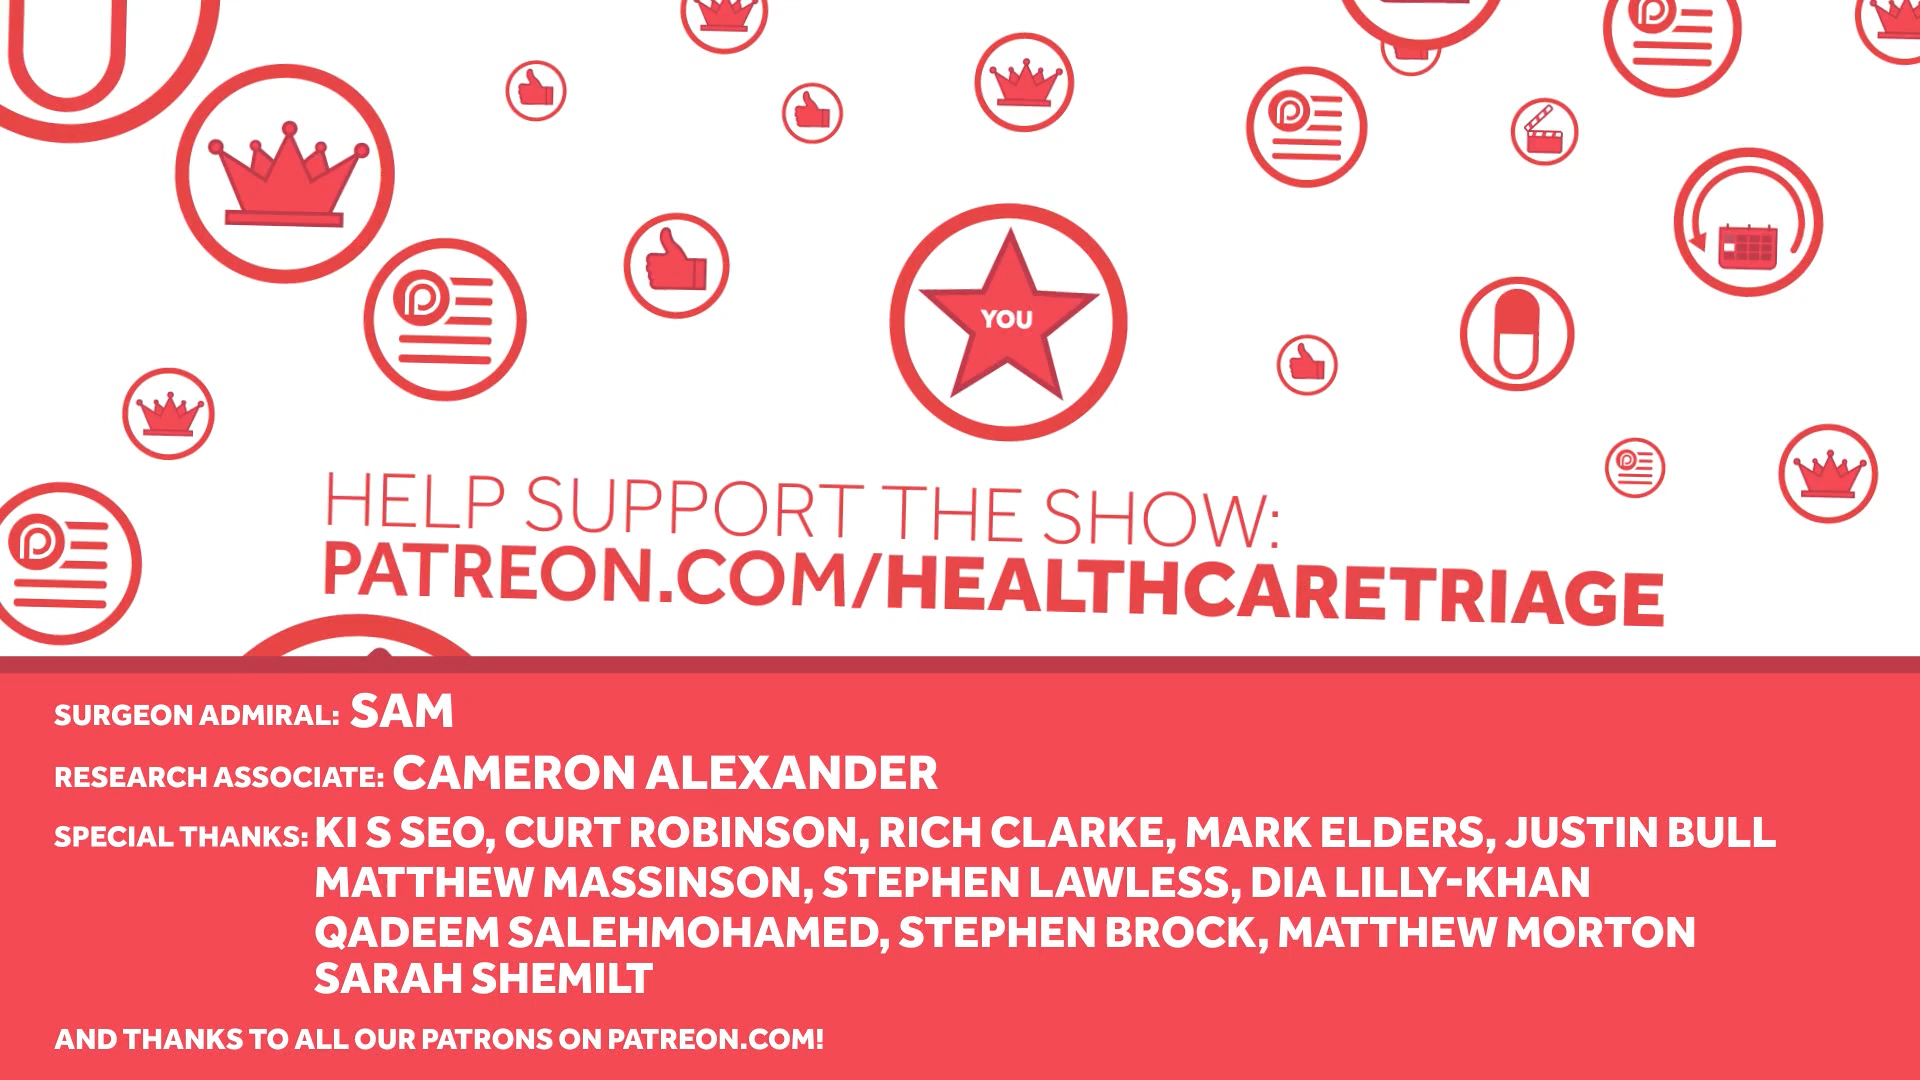 YOU
HELP SUPPORT THE SHOW:
PATREON.COM/HEALTHCARETRIAGE
SURGEON ADMIRAL: SAM
RESEARCH ASSOCIATE: CAMERON ALEXANDER
SPECIAL THANKS: KI S SEO, CURT ROBINSON, RICH CLARKE, MARK ELDERS, JUSTIN BULL
MATTHEW MASSINSON, STEPHEN LAWLESS, DIA LILLY-KHAN
QADEEM SALEHMOHAMED, STEPHEN BROCK, MATTHEW MORTON
SARAH SHEMILT
AND THANKS TO ALL OUR PATRONS ON PATREON.COM!